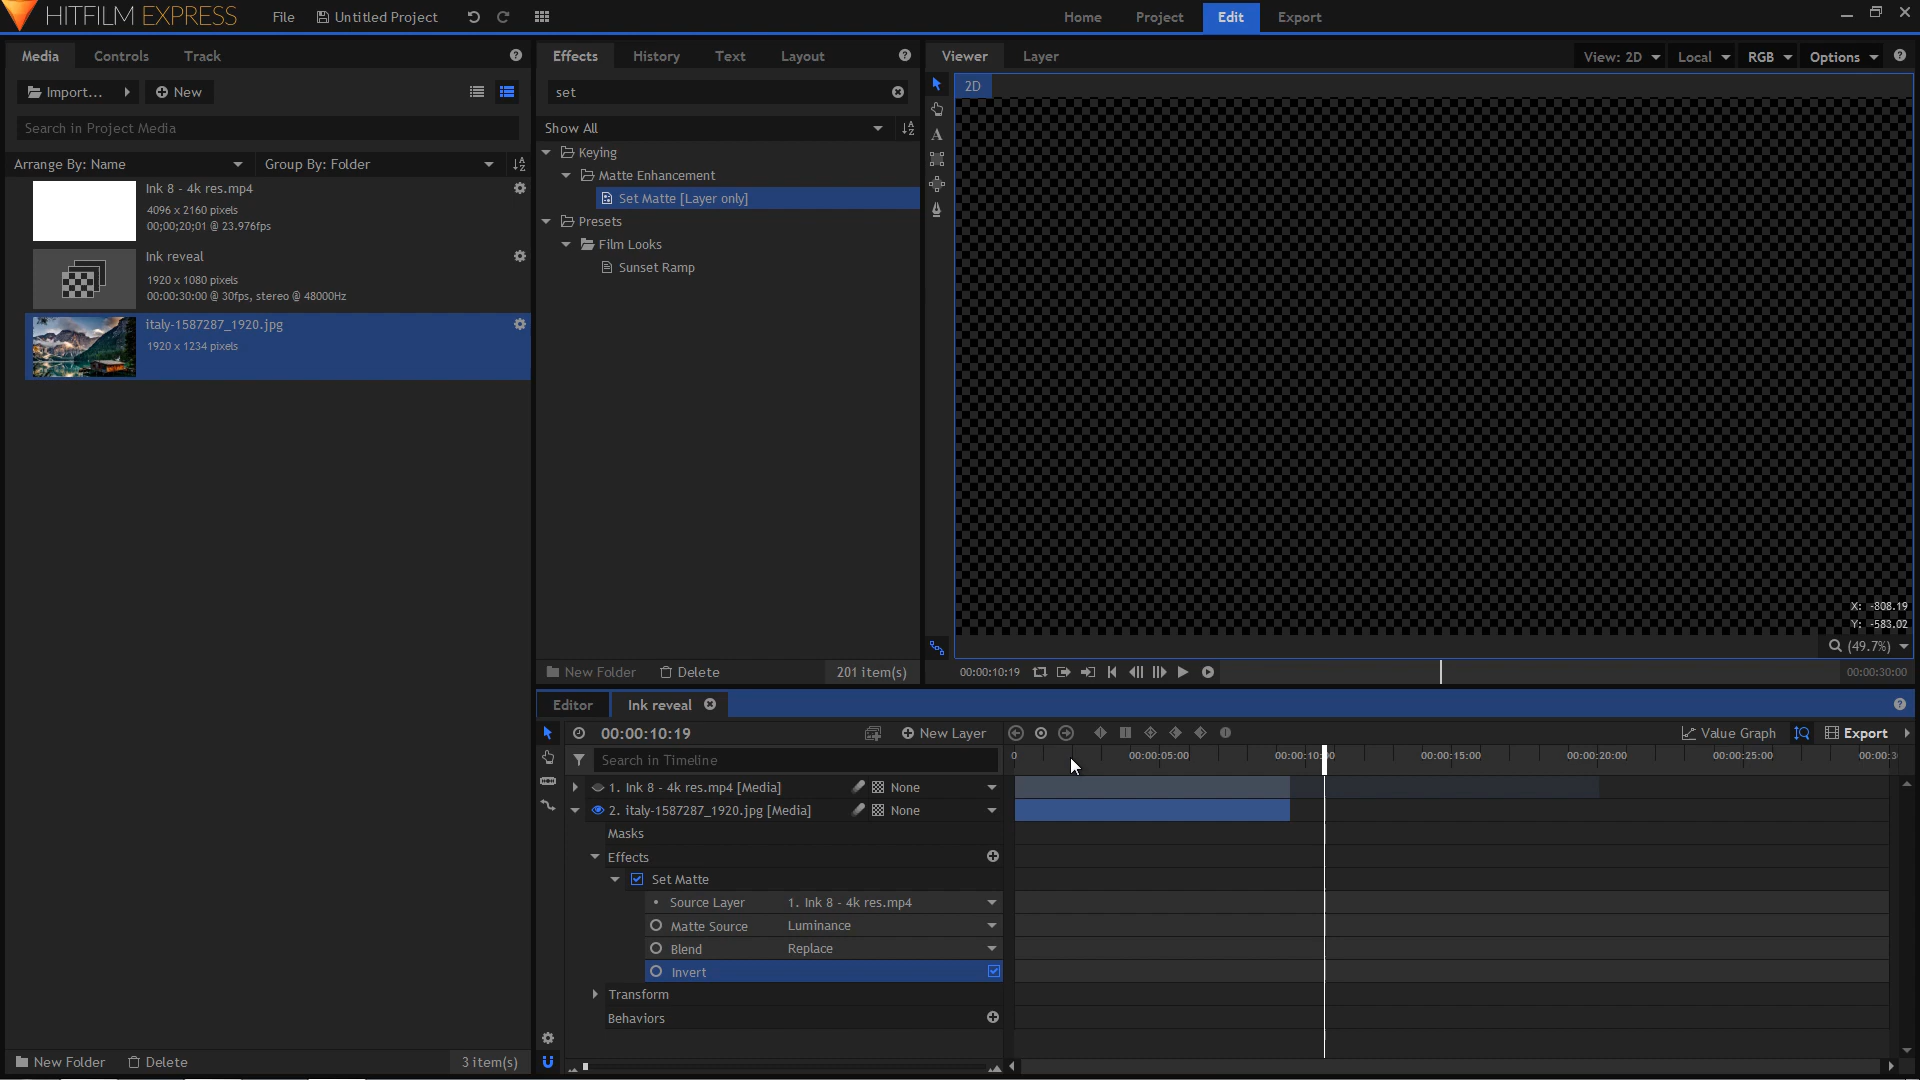 HITFILM EXPRESS
File
Untitled Project
Home
Project
Edit
Export
Media
Controls
Track
Import...
New
Search in Project Media
Arrange By: Name
Group By: Folder
Ink 8 - 4k res.mp4
4096 x 2160 pixels
00;00;20;01 @ 23.976fps
Ink reveal
1920 x 1080 pixels
00:00:30:00 @ 30fps, stereo @ 48000Hz
italy-1587287_1920.jpg
1920 x 1234 pixels
New Folder
Delete
3 item(s)
Effects
History
Text
Layout
set
Show All
Keying
Matte Enhancement
Set Matte [Layer only]
Presets
Film Looks
Sunset Ramp
New Folder
Delete
201 item(s)
Viewer
Layer
View: 2D
Local
RGB
Options
2D
X: -808.19
Y: -583.02
(49.7%)
00:00:10:19
00:00:30:00
Editor
Ink reveal
00:00:10:19
New Layer
Value Graph
Export
Search in Timeline
0
00:00:05:00
00:00:10:00
00:00:15:00
00:00:20:00
00:00:25:00
00:00:3
1. Ink 8 - 4k res.mp4 [Media]
None
2. italy-1587287_1920.jpg [Media]
None
Masks
Effects
Set Matte
Source Layer
1. Ink 8 - 4k res.mp4
Matte Source
Luminance
Blend
Replace
Invert
Transform
Behaviors